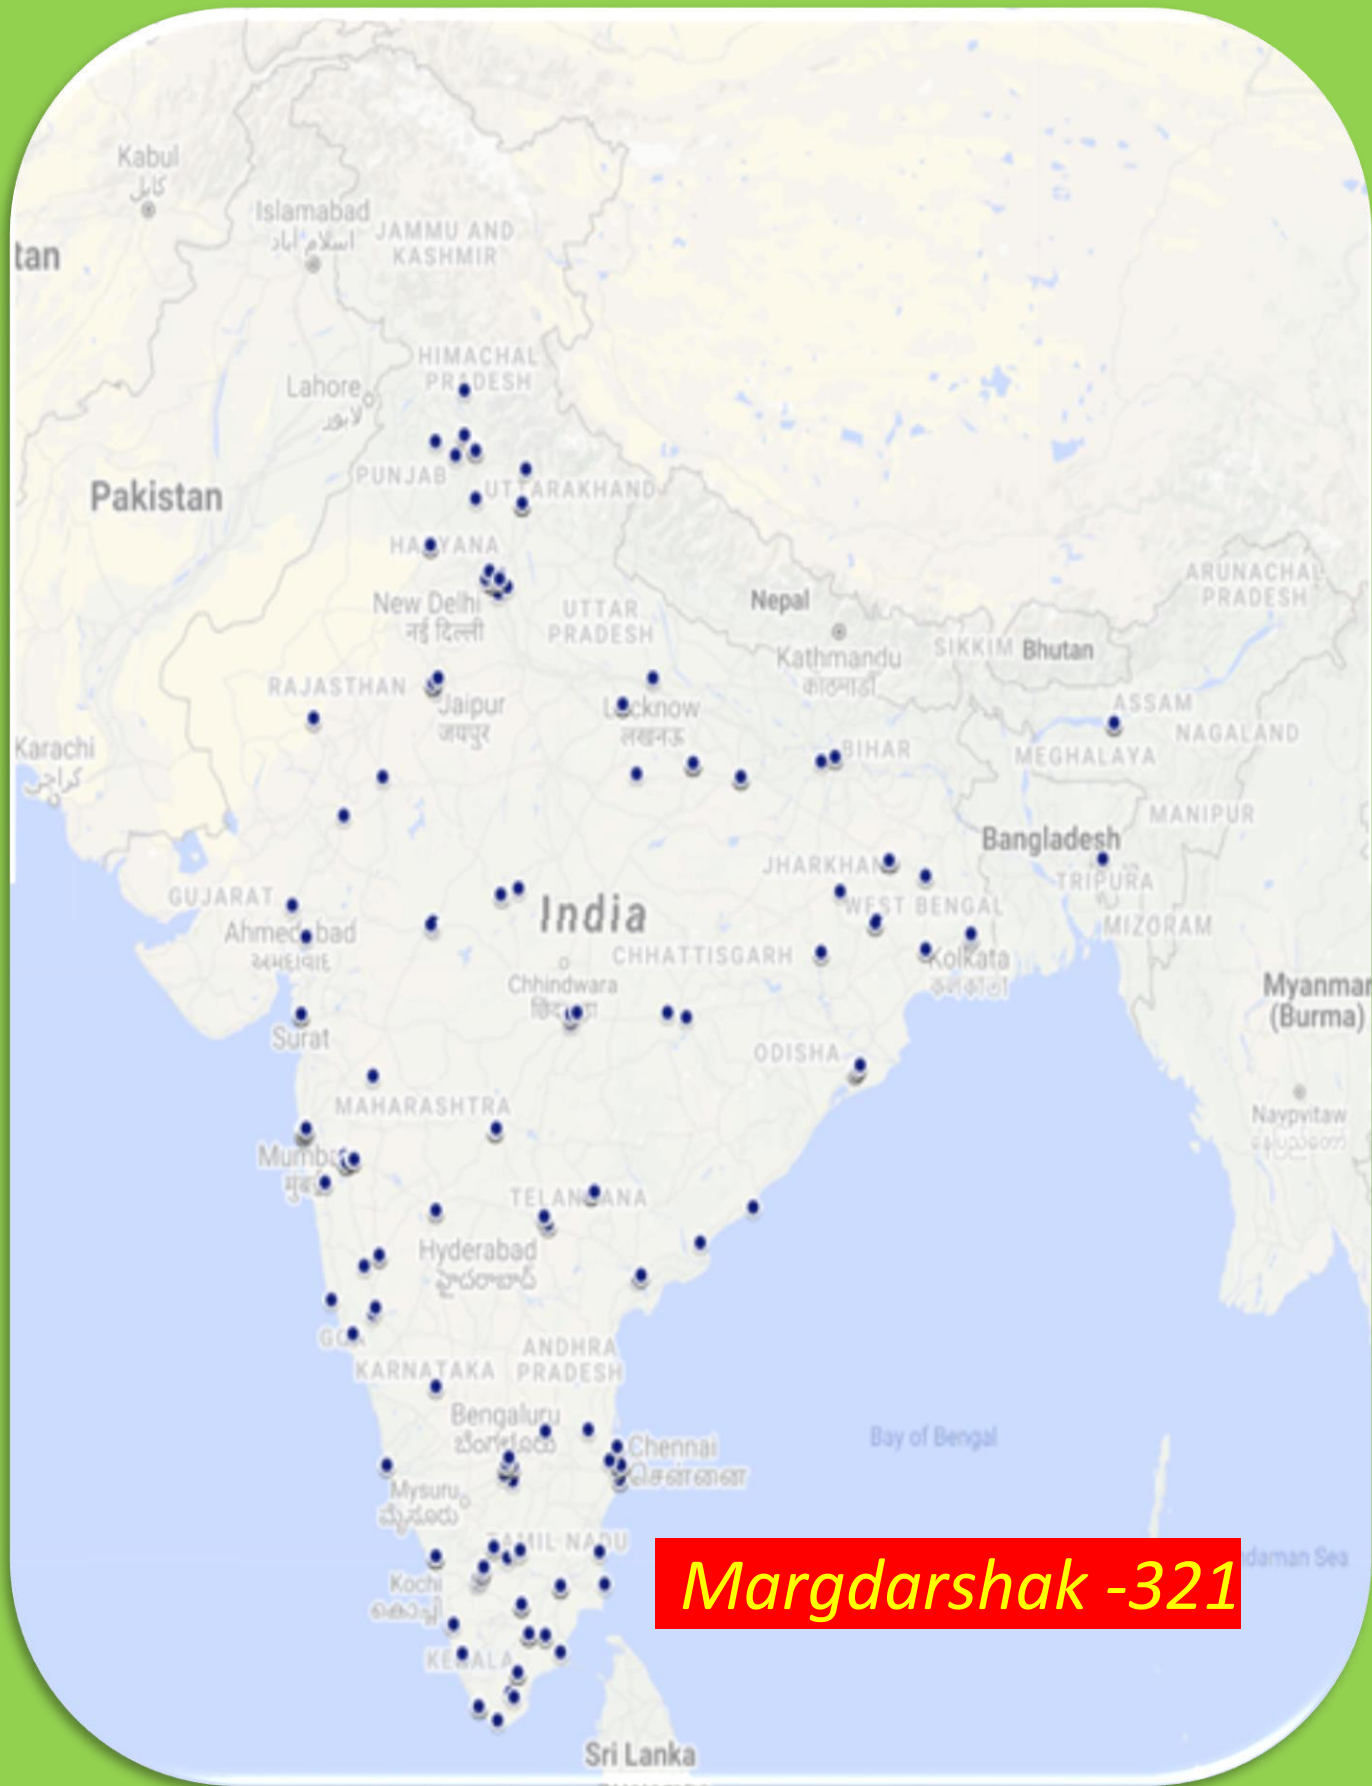 Kabul
كابل
Islamabad
اسلام آباد
JAMMU AND
KASHMIR
tan
HIMACHAL
PRADESH
Lahore
لاہور
PUNJAB
UTTARAKHAND
Pakistan
HARYANA
New Delhi
नई दिल्ली
UTTAR
PRADESH
Nepal
Kathmandu
काठमाडौं
SIKKIM
Bhutan
ARUNACHAL
PRADESH
RAJASTHAN
Jaipur
जयपुर
Lucknow
लखनऊ
BIHAR
ASSAM
NAGALAND
MEGHALAYA
Karachi
كراچى
MANIPUR
Bangladesh
JHARKHAND
TRIPURA
GUJARAT
WEST BENGAL
MIZORAM
India
Ahmedabad
અમદાવાદ
CHHATTISGARH
Kolkata
Chhindwara
Myanmar
(Burma)
Surat
ODISHA
MAHARASHTRA
Naypyitaw
Mumbai
मुंबई
TELANGANA
Hyderabad
హైదరాబాద్
GOA
KARNATAKA
ANDHRA
PRADESH
Bengaluru
ಬೆಂಗಳೂರು
Chennai
சென்னை
Bay of Bengal
Mysuru
ಮೈಸೂರು
TAMIL NADU
Margdarshak -321
ndaman Sea
Kochi
കൊച്ചി
KERALA
Sri Lanka